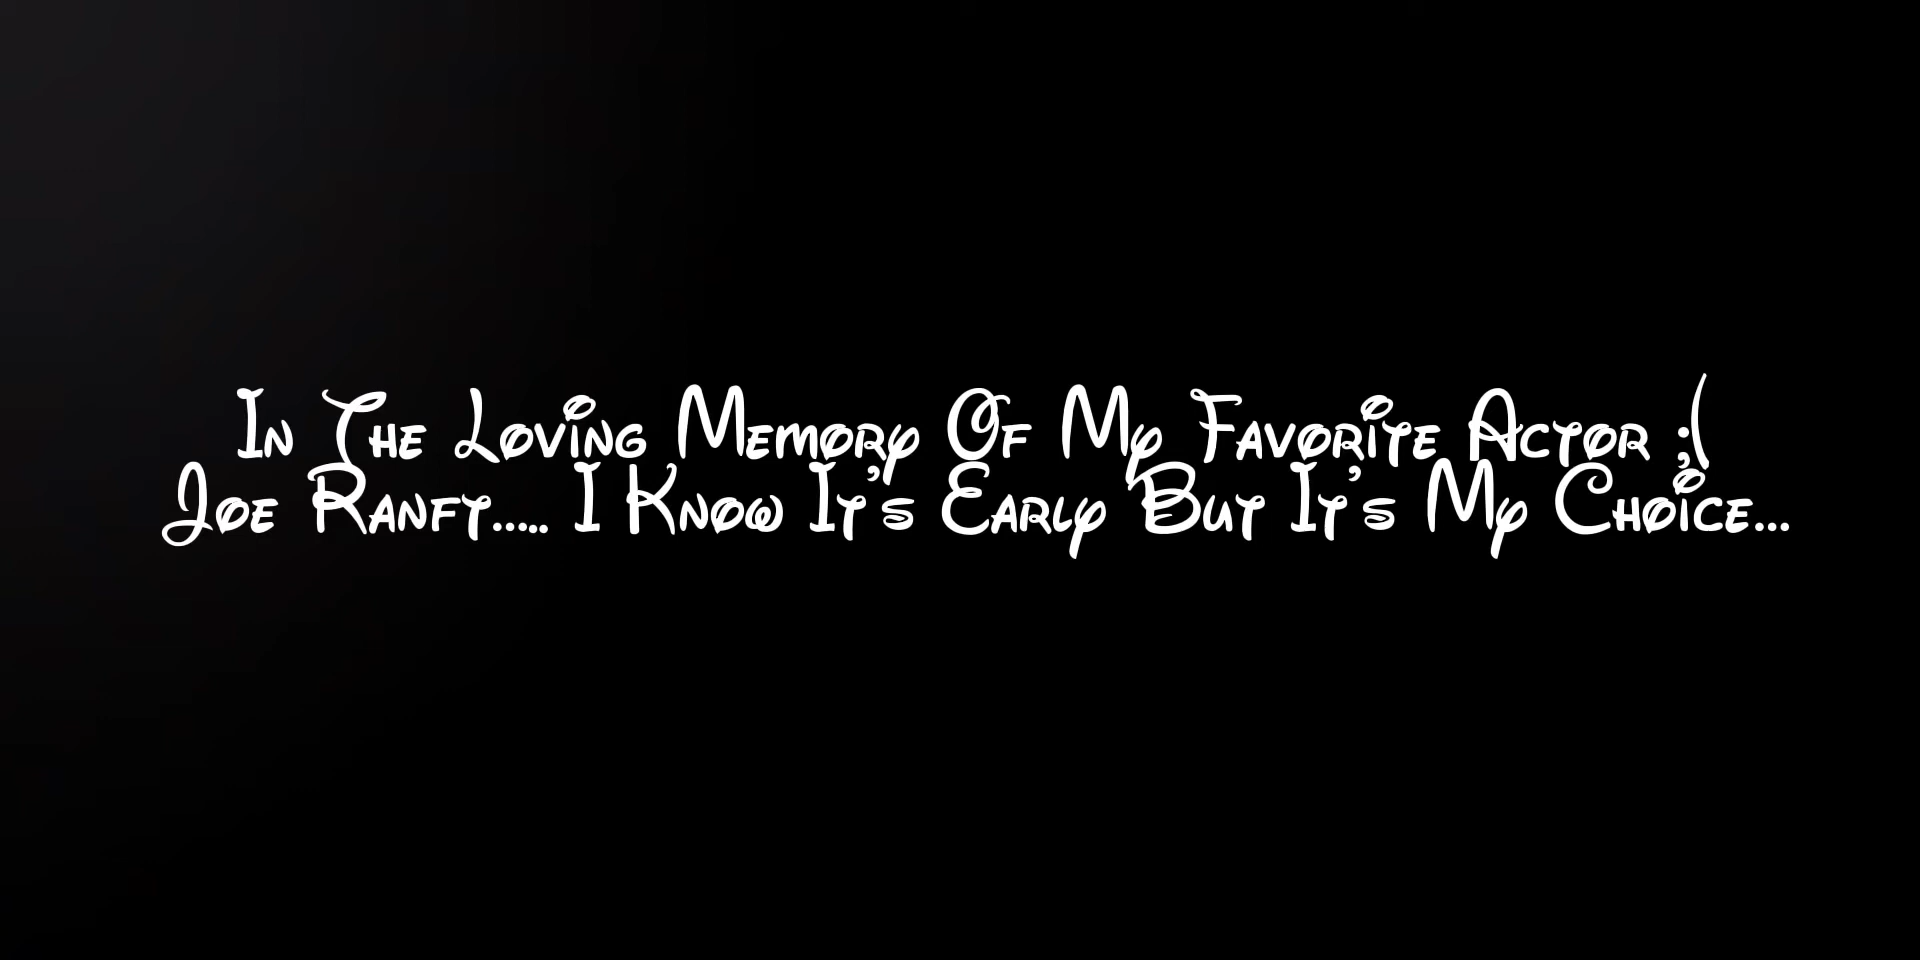 In The Loving Memory Of My Favorite Actor ;(
Joe Ranft..... I Know It's Early But It's My Choice...